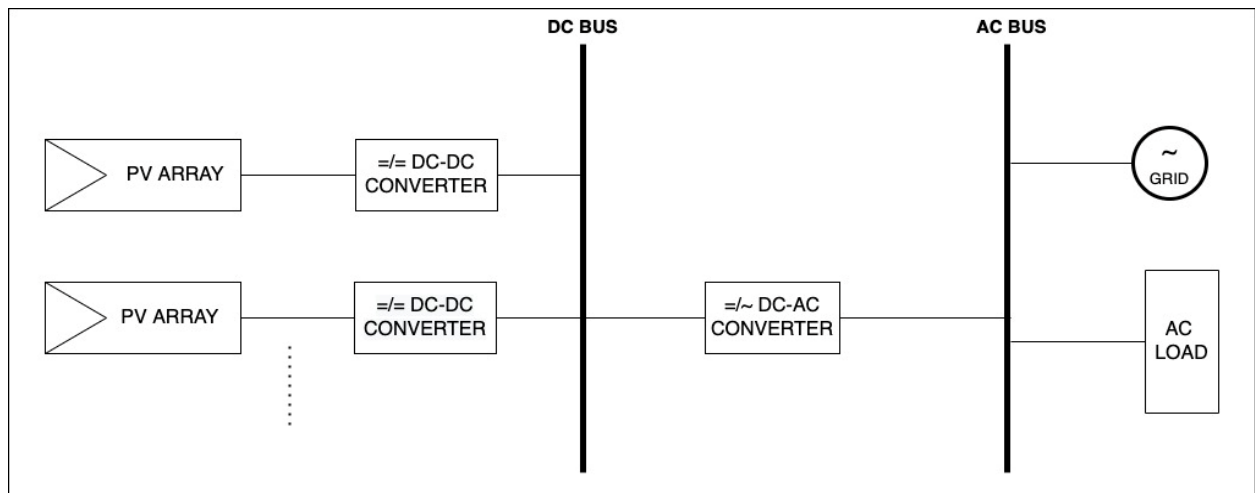 DC BUS
AC BUS
PV ARRAY
=/= DC-DC
CONVERTER
~
GRID
PV ARRAY
=/= DC-DC
CONVERTER
=/~ DC-AC
CONVERTER
AC
LOAD